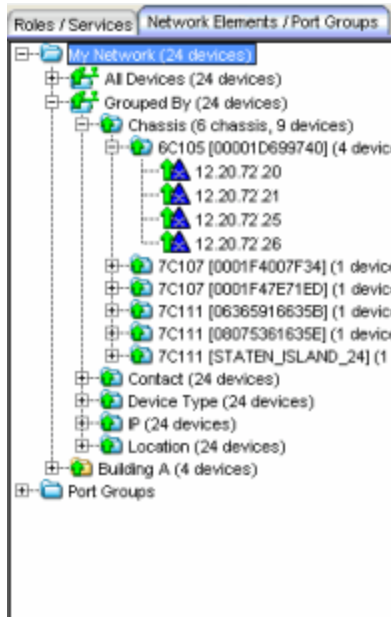 Roles / Services
Network Elements / Port Groups
My Network (24 devices)
All Devices (24 devices)
Grouped By (24 devices)
Chassis (6 chassis, 9 devices)
6C105 [00001D699740] (4 devic
12.20.72.20
12.20.72.21
12.20.72.25
12.20.72.26
7C107 [0001F4007F34] (1 device
7C107 [0001F47E71ED] (1 devic
7C111 [06365916635B] (1 devic
7C111 [08075361635E] (1 devic
7C111 [STATEN_ISLAND_24] (1
Contact (24 devices)
Device Type (24 devices)
IP (24 devices)
Location (24 devices)
Building A (4 devices)
Port Groups